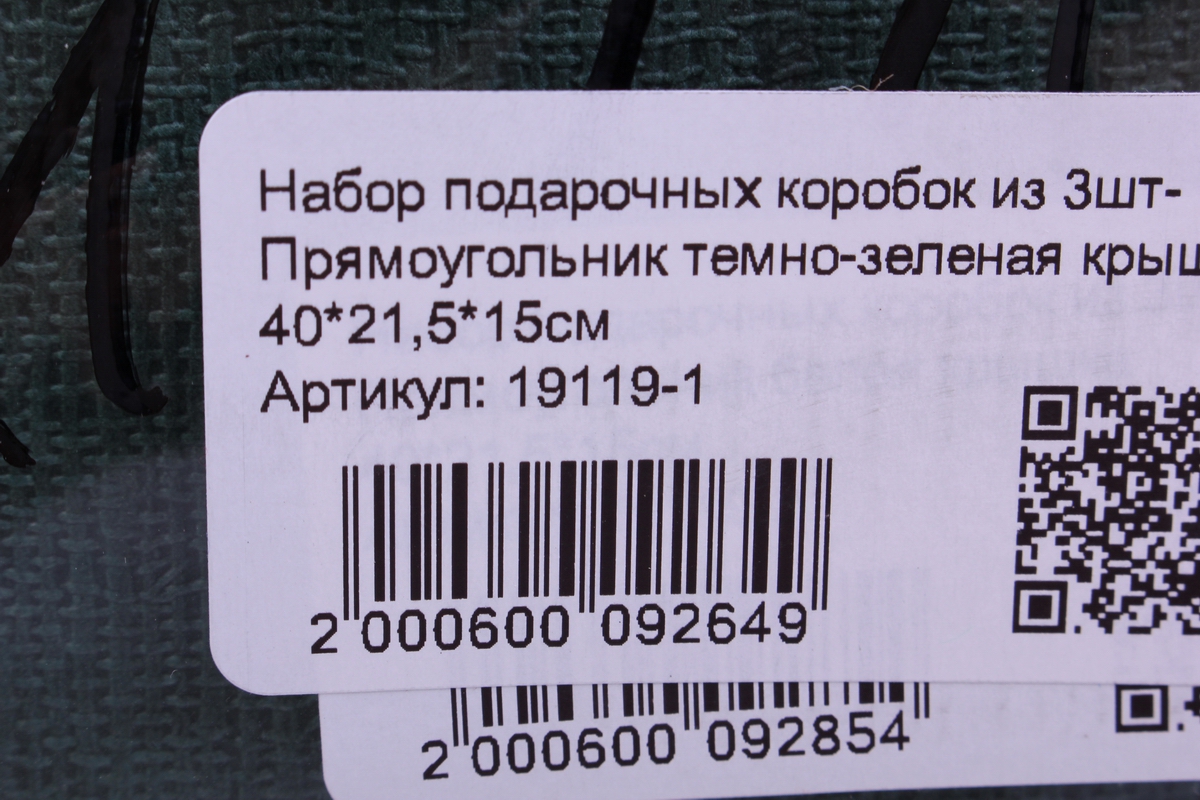 Набор подарочных коробок из 3шт-
Прямоугольник темно-зеленая крыш
40*21,5*15см
Артикул: 19119-1
2 000600 092649
2 000600 092854